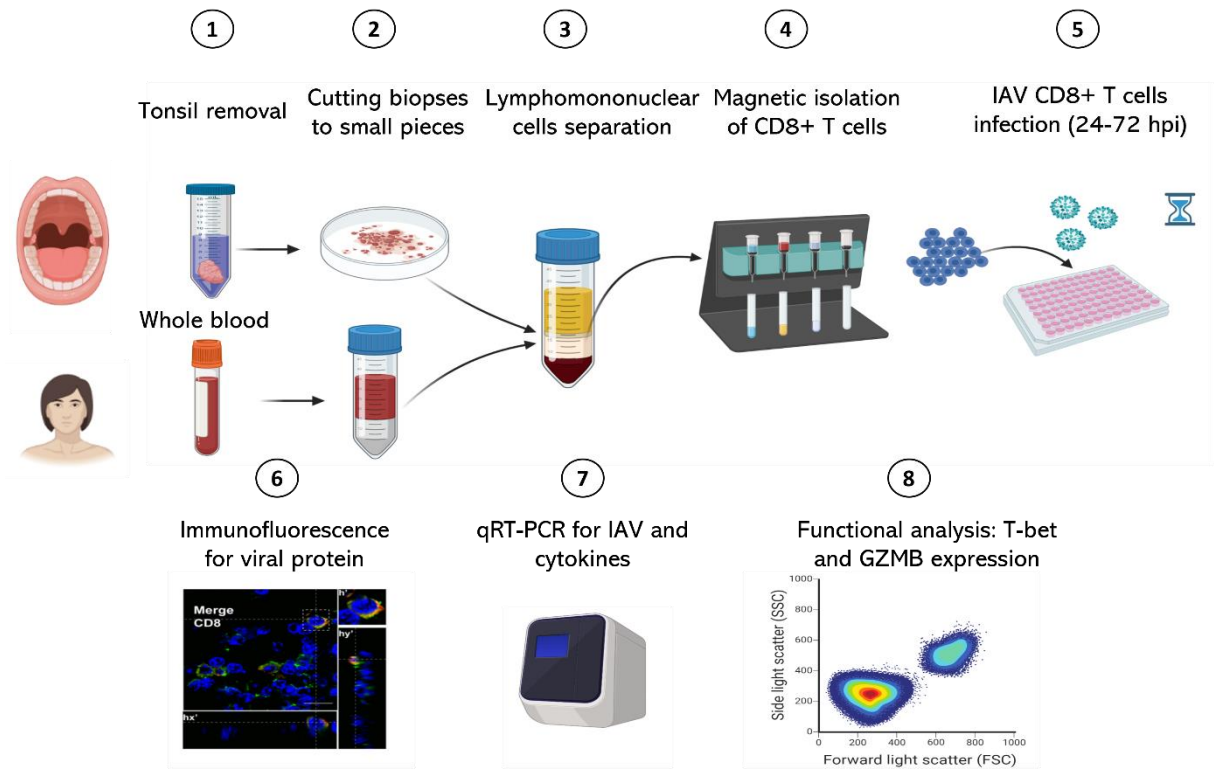 1
2
3
4
5
Tonsil removal
Cutting biopses
to small pieces
Lymphomononuclear
cells separation
Magnetic isolation
of CD8+ T cells
IAV CD8+ T cells
infection (24-72 hpi)
Whole blood
6
7
8
Immunofluorescence
for viral protein
qRT-PCR for IAV and
cytokines
Functional analysis: T-bet
and GZMB expression
Merge
CD8
h'
hy'
hx'
Side light scatter (SSC)
1000
800
600
400
200
0
0 200 400 600 800 1000
Forward light scatter (FSC)